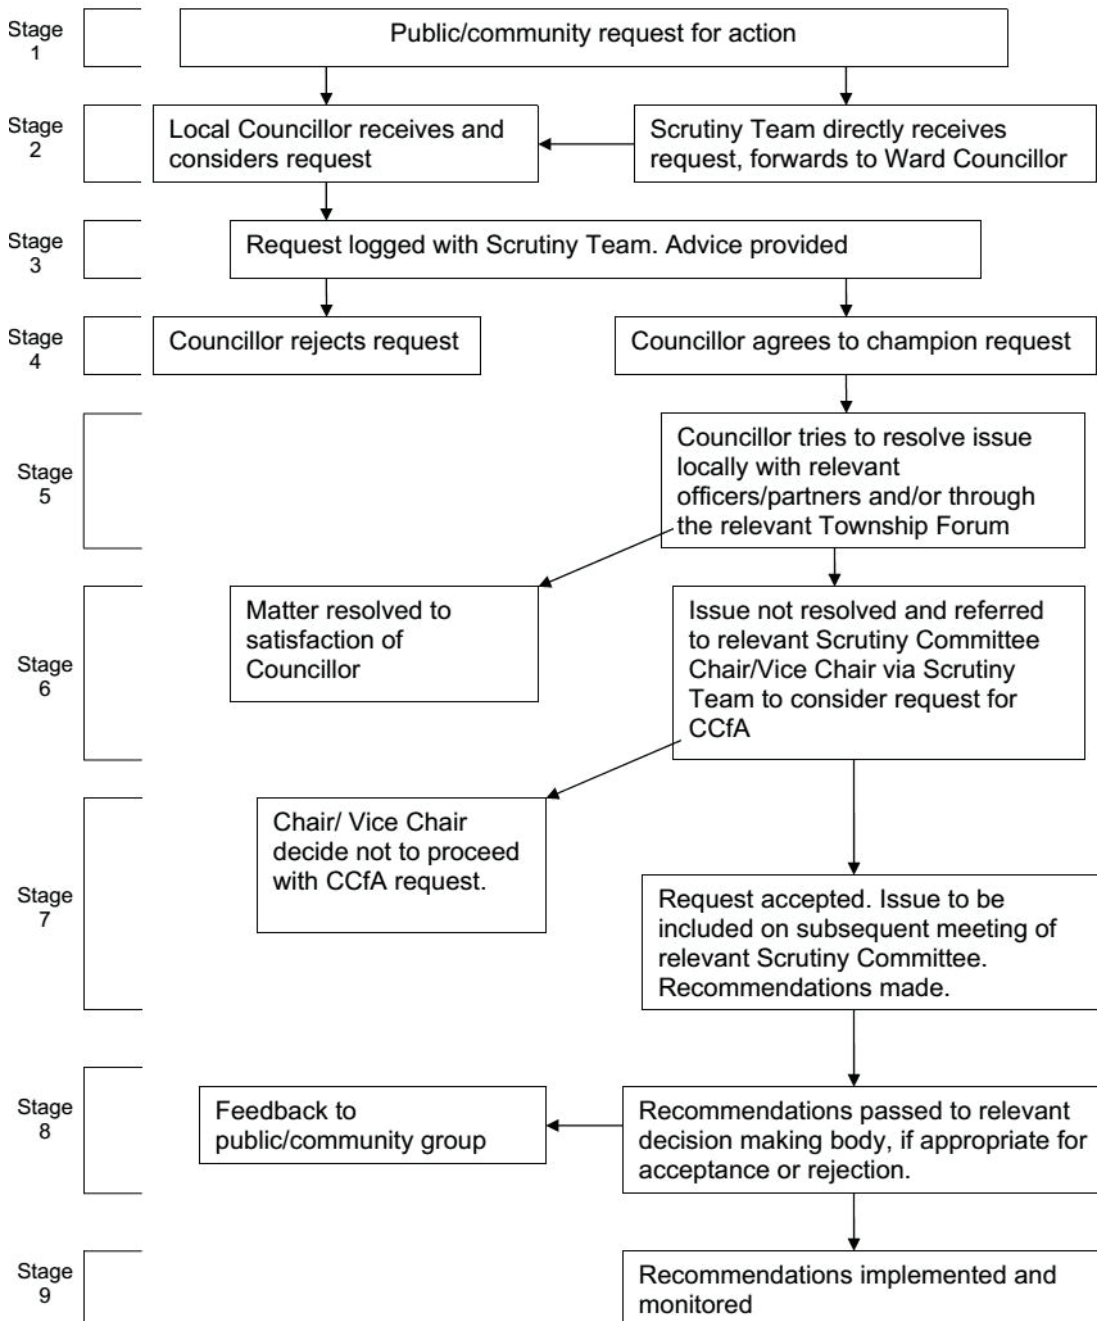 Stage
1
Public/community request for action
Stage
2
Local Councillor receives and
considers request
Scrutiny Team directly receives
request, forwards to Ward Councillor
Stage
3
Request logged with Scrutiny Team. Advice provided
Stage
4
Councillor rejects request
Councillor agrees to champion request
Stage
5
Councillor tries to resolve issue
locally with relevant
officers/partners and/or through
the relevant Township Forum
Stage
6
Matter resolved to
satisfaction of
Councillor
Issue not resolved and referred
to relevant Scrutiny Committee
Chair/Vice Chair via Scrutiny
Team to consider request for
CCfA
Stage
7
Chair/ Vice Chair
decide not to proceed
with CCfA request.
Request accepted. Issue to be
included on subsequent meeting of
relevant Scrutiny Committee.
Recommendations made.
Stage
8
Feedback to
public/community group
Recommendations passed to relevant
decision making body, if appropriate for
acceptance or rejection.
Stage
9
Recommendations implemented and
monitored